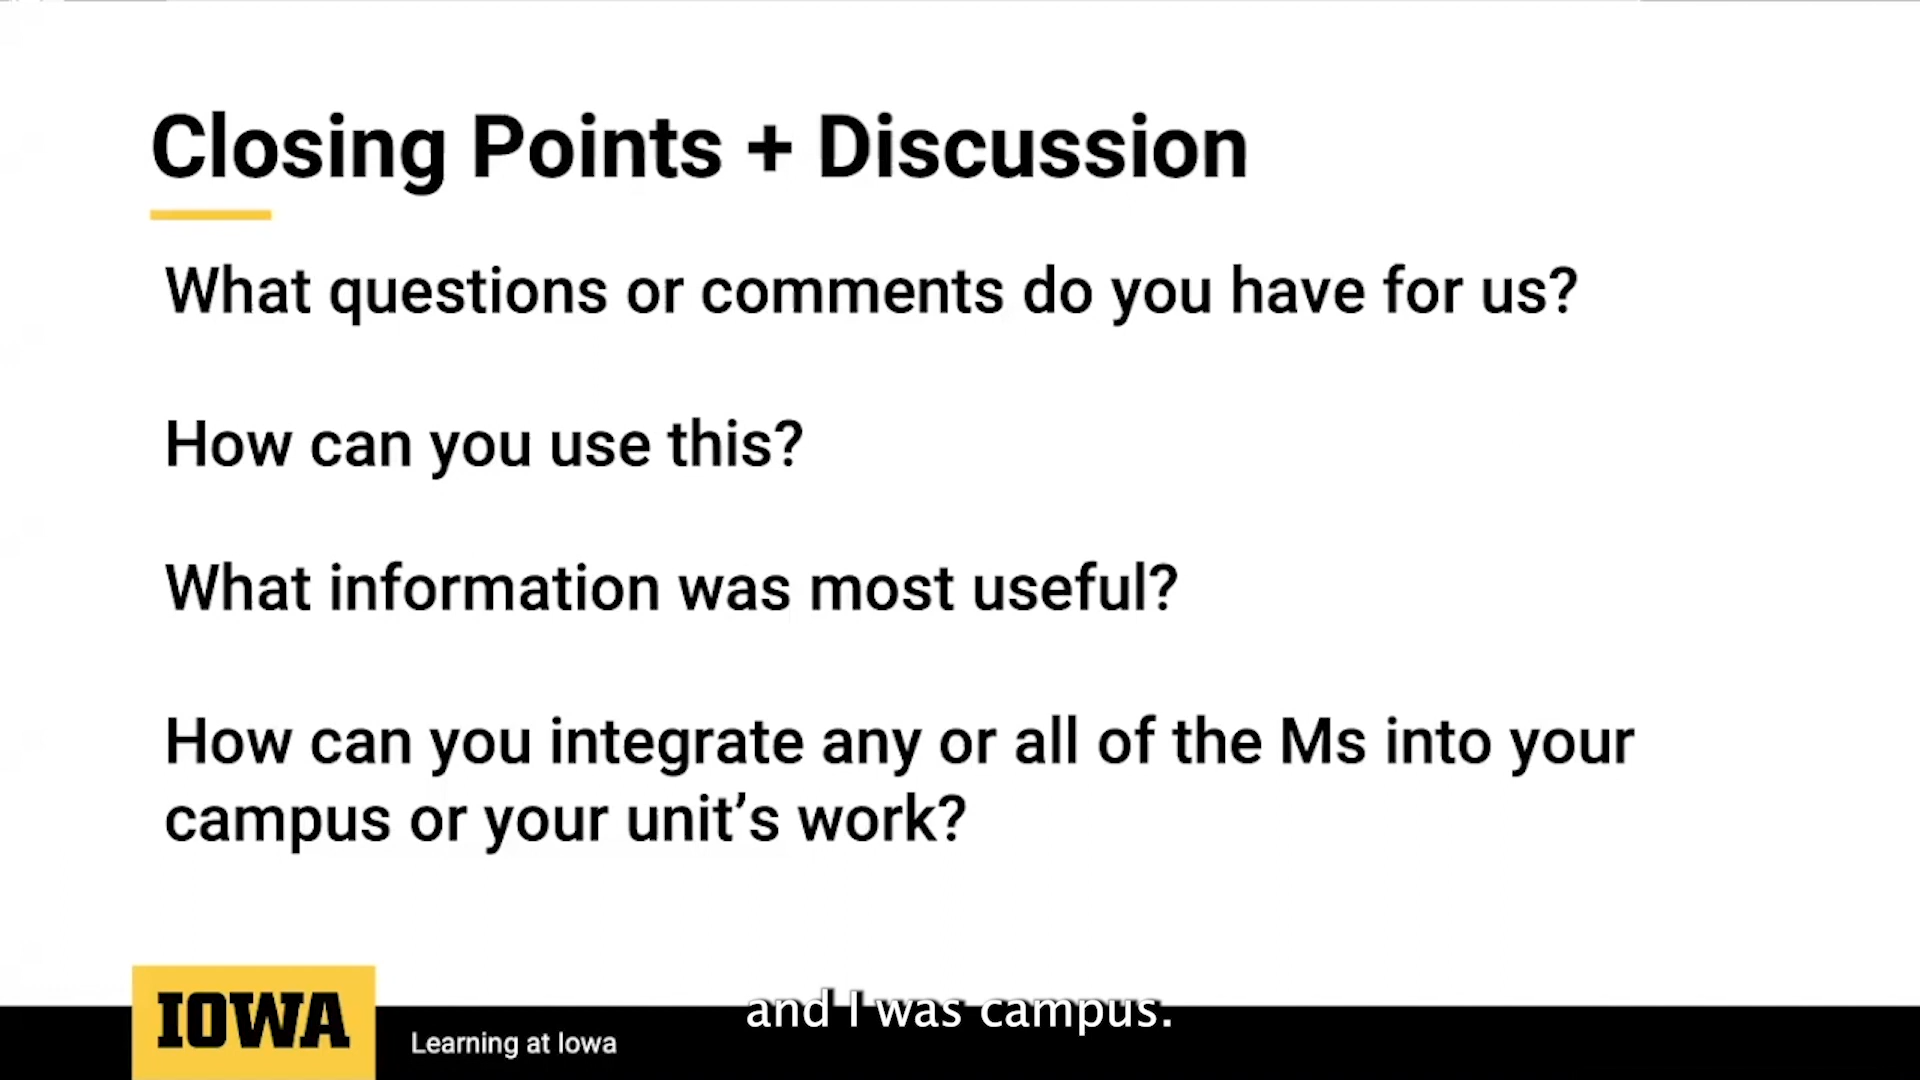 Closing Points + Discussion
What questions or comments do you have for us?
How can you use this?
What information was most useful?
How can you integrate any or all of the Ms into your
campus or your unit’s work?
and I was campus.
IOWA
Learning at Iowa